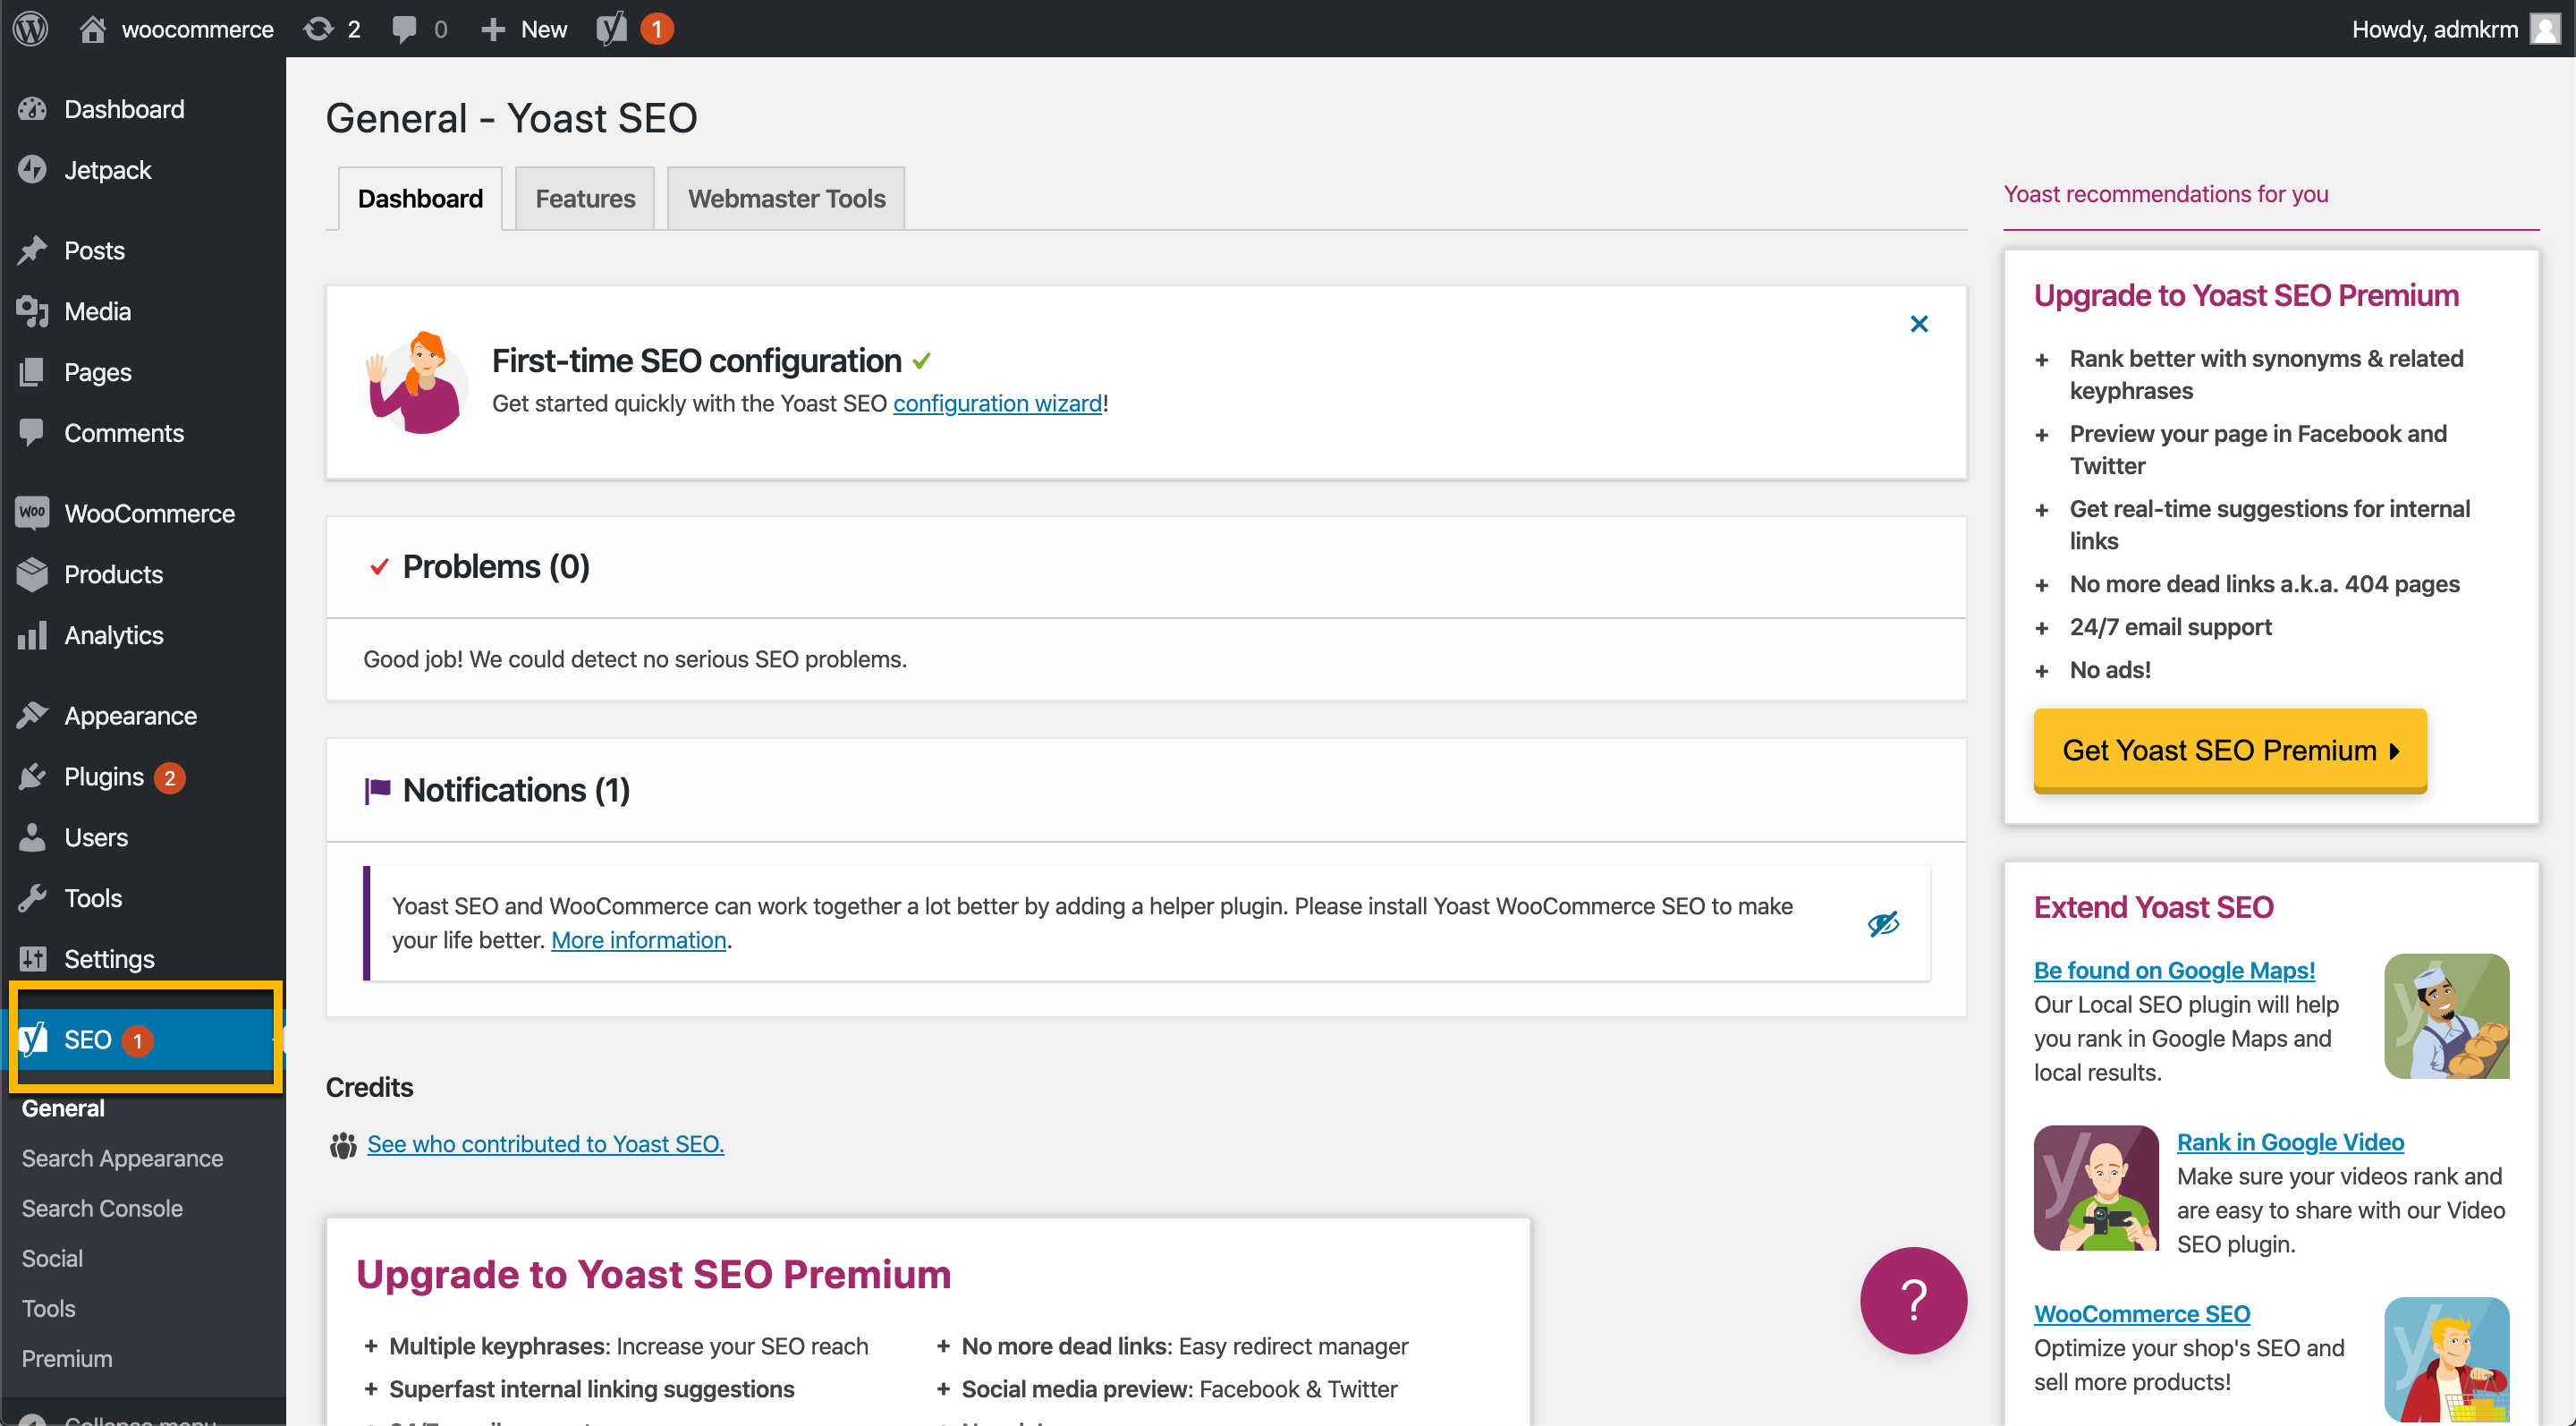 woocommerce 2 0 New 1 Howdy, admkrm
Dashboard
Jetpack
Posts
Media
Pages
Comments
Woo WooCommerce
Products
Analytics
Appearance
Plugins 2
Users
Tools
Settings
SEO 1
General
Search Appearance
Search Console
Social
Tools
Premium
Collapse menu
General - Yoast SEO
Dashboard Features Webmaster Tools
First-time SEO configuration
Get started quickly with the Yoast SEO configuration wizard!
Problems (0)
Good job! We could detect no serious SEO problems.
Notifications (1)
Yoast SEO and WooCommerce can work together a lot better by adding a helper plugin. Please install Yoast WooCommerce SEO to make
your life better. More information.
Credits
See who contributed to Yoast SEO.
Upgrade to Yoast SEO Premium
+ Multiple keyphrases: Increase your SEO reach
+ Superfast internal linking suggestions
+ No more dead links: Easy redirect manager
+ Social media preview: Facebook & Twitter
?
Yoast recommendations for you
Upgrade to Yoast SEO Premium
+ Rank better with synonyms & related
keyphrases
+ Preview your page in Facebook and
Twitter
+ Get real-time suggestions for internal
links
+ No more dead links a.k.a. 404 pages
+ 24/7 email support
+ No ads!
Get Yoast SEO Premium
Extend Yoast SEO
Be found on Google Maps!
Our Local SEO plugin will help
you rank in Google Maps and
local results.
Rank in Google Video
Make sure your videos rank and
are easy to share with our Video
SEO plugin.
WooCommerce SEO
Optimize your shop's SEO and
sell more products!